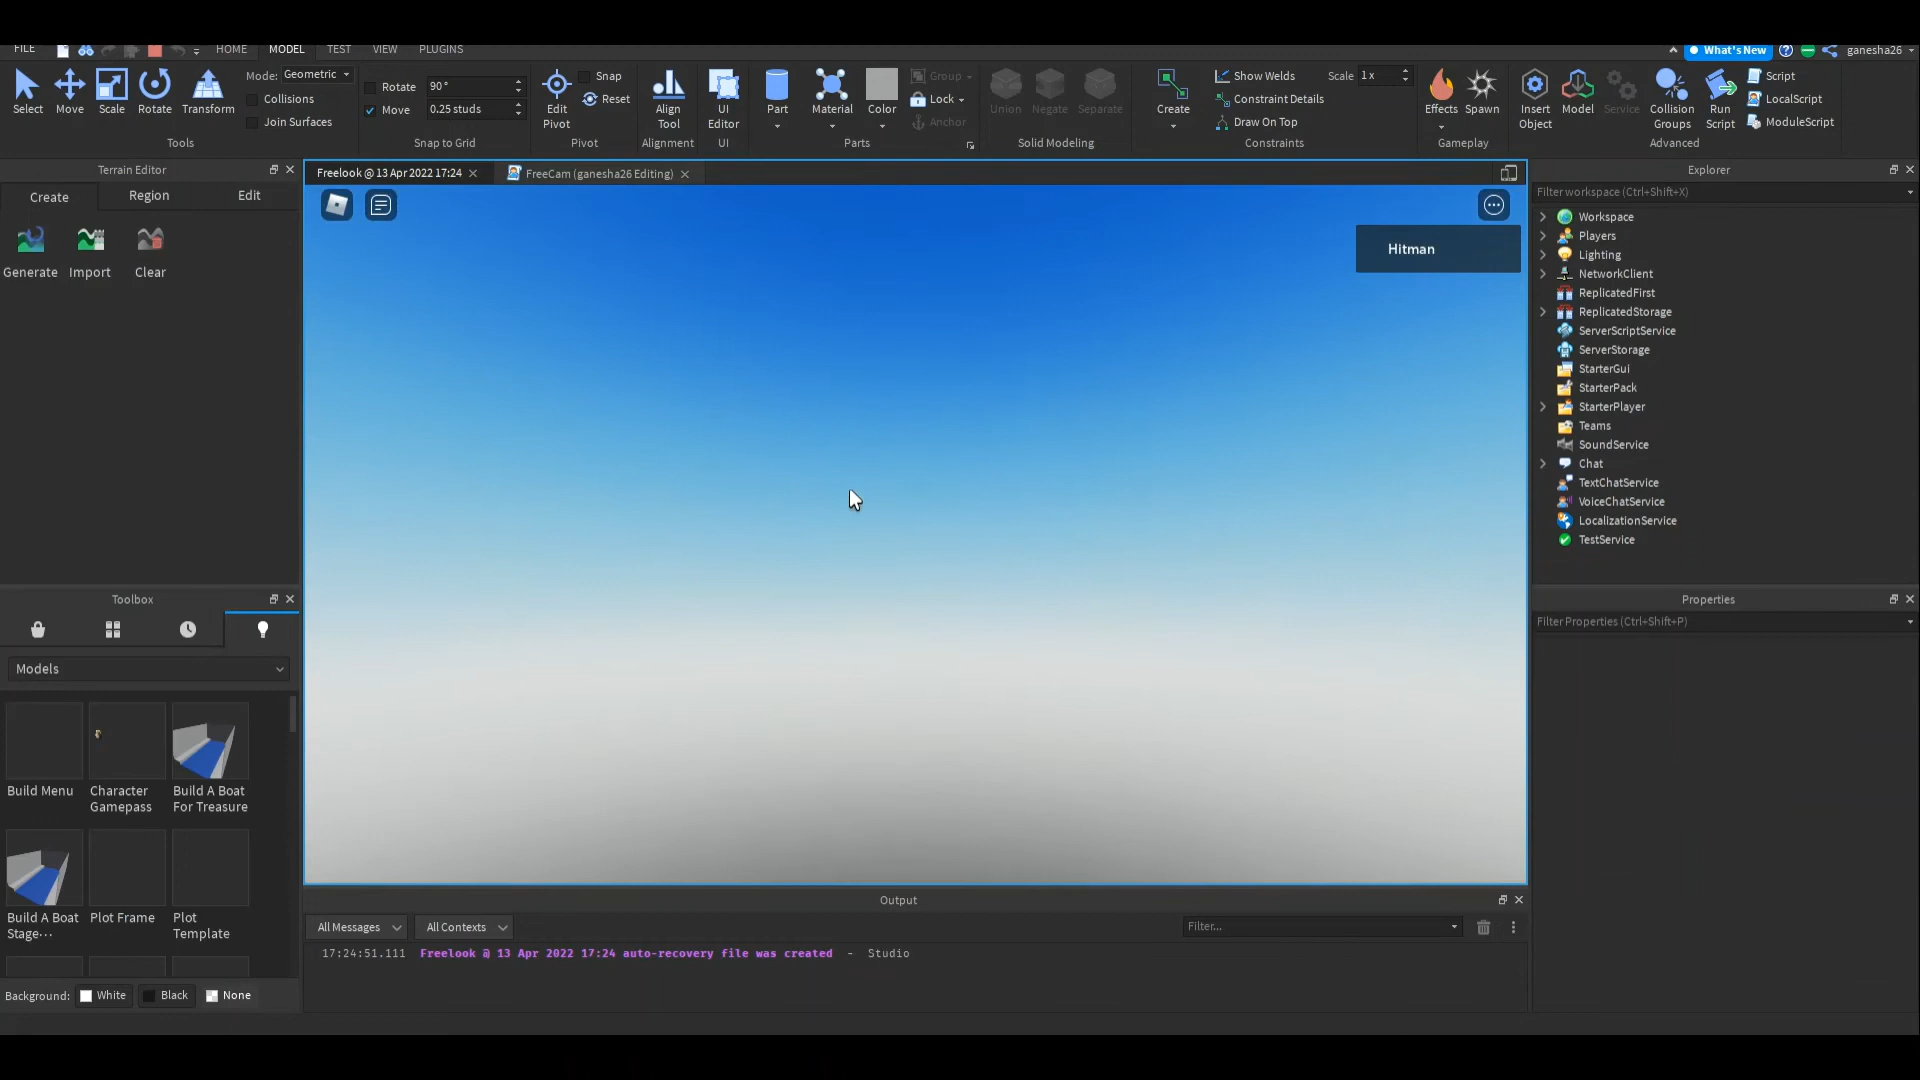 FILE HOME MODEL TEST VIEW PLUGINS What's New ganesha26
Select Move Scale Rotate Transform
Mode: Geometric
Collisions
Join Surfaces
Tools
Rotate 90°
Move 0.25 studs
Snap to Grid
Edit Pivot
Snap
Reset
Pivot
Align Tool
Alignment
UI Editor
UI
Part Material Color
Group
Lock
Anchor
Parts
Union Negate Separate
Solid Modeling
Create
Show Welds
Constraint Details
Draw On Top
Scale 1x
Constraints
Effects Spawn
Gameplay
Insert Object
Model
Service
Collision Groups
Run Script
Script
LocalScript
ModuleScript
Advanced
Terrain Editor
Create Region Edit
Generate Import Clear
Toolbox
Models
Build Menu
Character Gamepass
Build A Boat For Treasure
Build A Boat Stage...
Plot Frame
Plot Template
Background: White Black None
Freelook @ 13 Apr 2022 17:24
FreeCam (ganesha26 Editing)
Hitman
Output
All Messages All Contexts Filter...
17:24:51.111 Freelook @ 13 Apr 2022 17:24 auto-recovery file was created - Studio
Explorer
Filter workspace (Ctrl+Shift+X)
Workspace
Players
Lighting
NetworkClient
ReplicatedFirst
ReplicatedStorage
ServerScriptService
ServerStorage
StarterGui
StarterPack
StarterPlayer
Teams
SoundService
Chat
TextChatService
VoiceChatService
LocalizationService
TestService
Properties
Filter Properties (Ctrl+Shift+P)